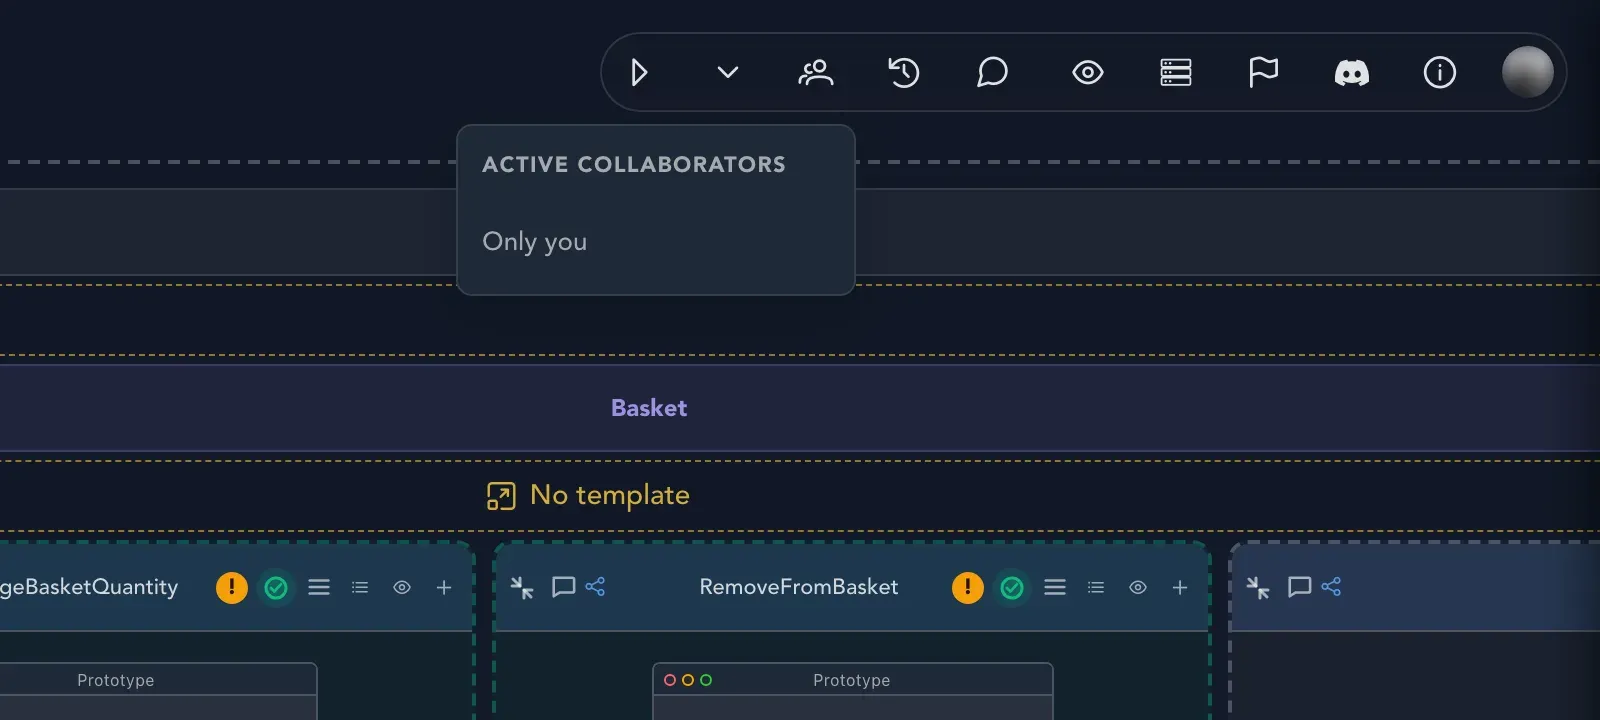 ACTIVE COLLABORATORS
Only you
Basket
No template
geBasketQuantity
RemoveFromBasket
Prototype
Prototype